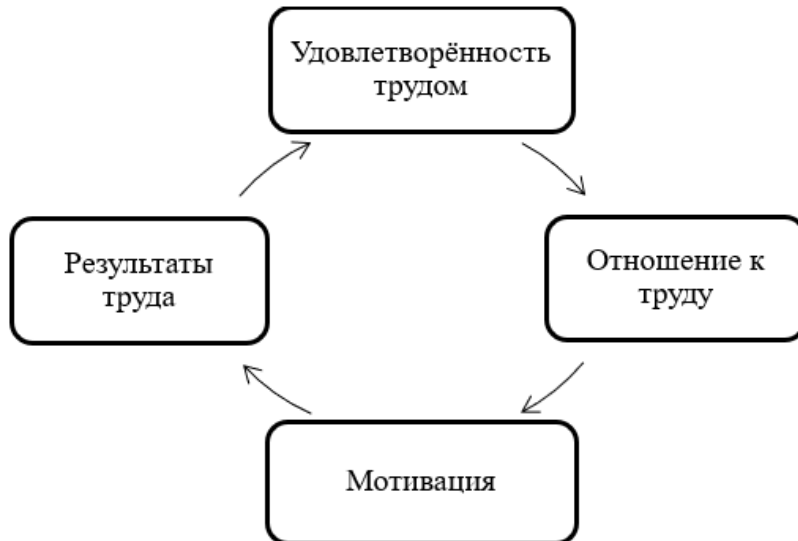 Удовлетворённость
трудом
Результаты
труда
Отношение к
труду
Мотивация